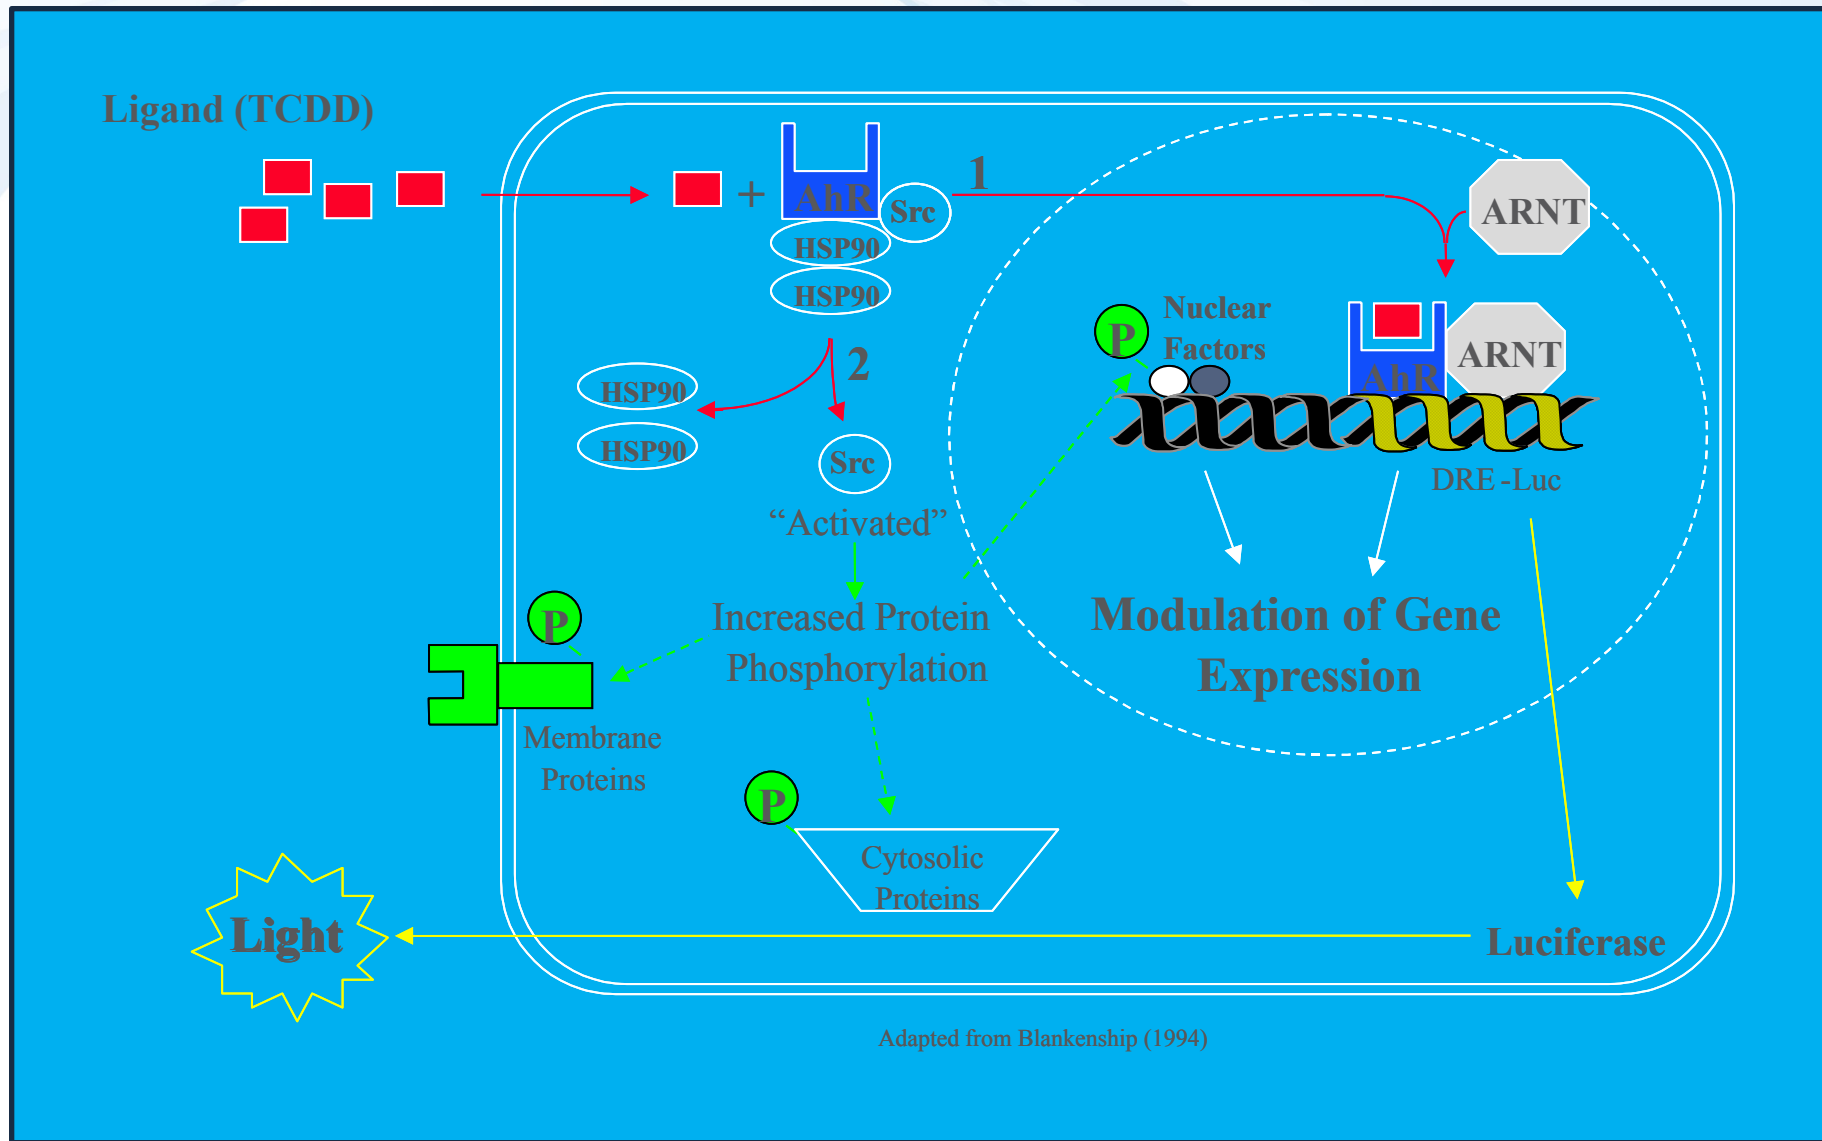 Ligand (TCDD)
+
AhR
Src
HSP90
HSP90
1
ARNT
2
HSP90
HSP90
Src
“Activated”
Increased Protein
Phosphorylation
P
Membrane
Proteins
P
Cytosolic
Proteins
P
Nuclear
Factors
AhR
ARNT
DRE-Luc
Modulation of Gene
Expression
Luciferase
Light
Adapted from Blankenship (1994)